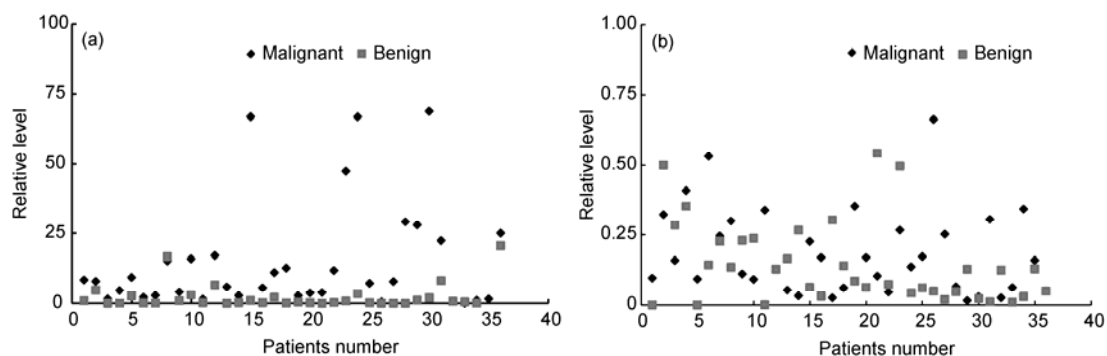 (a)
Malignant Benign
Relative level
100
75
50
25
0
0 5 10 15 20 25 30 35 40
Patients number
(b)
Malignant Benign
Relative level
1.00
0.75
0.50
0.25
0
0 5 10 15 20 25 30 35 40
Patients number